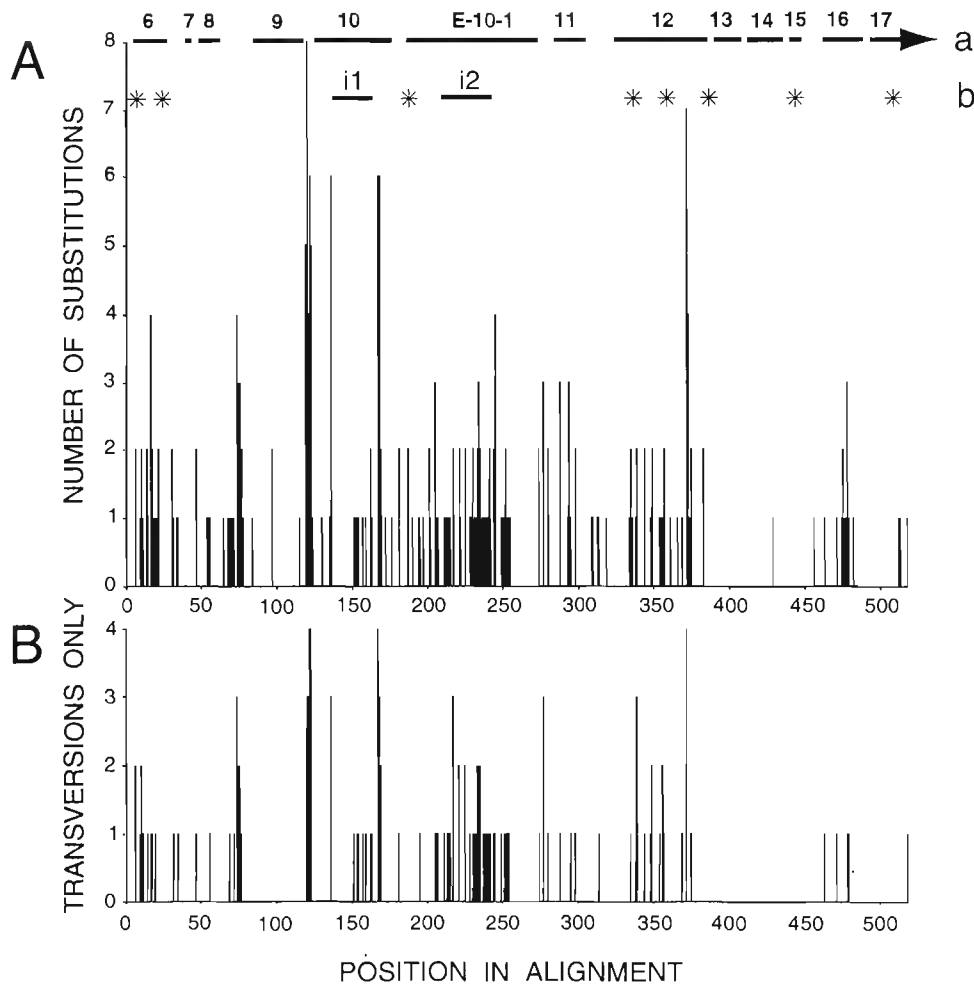 6 7 8 9 10 E-10-1 11 12 13 14 15 16 17
a
A
i1 i2
* * * * * * * *
b
NUMBER OF SUBSTITUTIONS
8
7
6
5
4
3
2
1
0
0 50 100 150 200 250 300 350 400 450 500
B
TRANSVERSIONS ONLY
4
3
2
1
0
0 50 100 150 200 250 300 350 400 450 500
POSITION IN ALIGNMENT